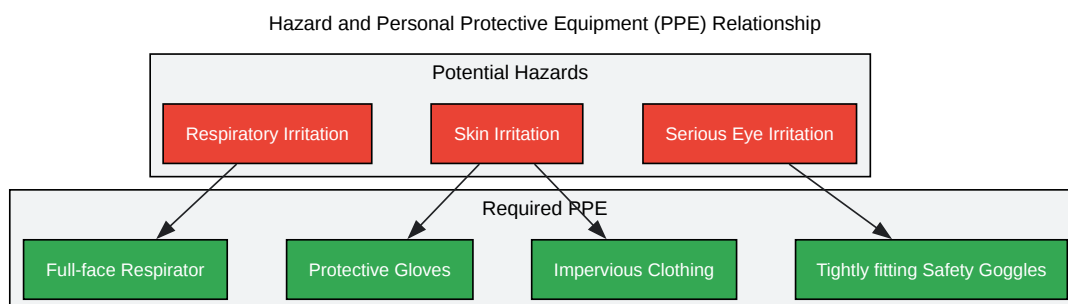 Hazard and Personal Protective Equipment (PPE) Relationship
Potential Hazards
Respiratory Irritation
Skin Irritation
Serious Eye Irritation
Required PPE
Full-face Respirator
Protective Gloves
Impervious Clothing
Tightly fitting Safety Goggles